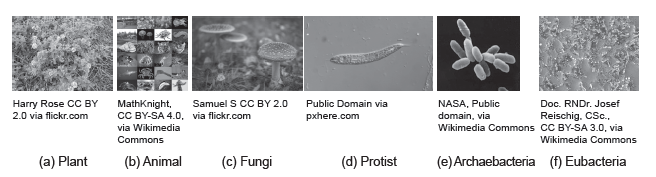 Harry Rose CC BY
2.0 via flickr.com
MathKnight,
CC BY-SA 4.0,
via Wikimedia
Commons
Samuel S CC BY 2.0
via flickr.com
Public Domain via
pxhere.com
NASA, Public
domain, via
Wikimedia Commons
Doc. RNDr. Josef
Reischig, CSc.,
CC BY-SA 3.0, via
Wikimedia Commons
(a) Plant
(b) Animal
(c) Fungi
(d) Protist
(e) Archaebacteria
(f) Eubacteria